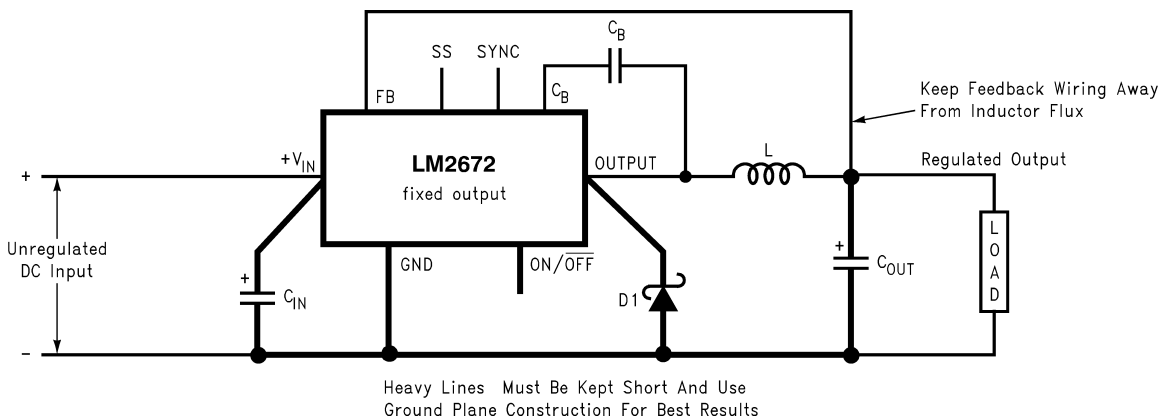 C_B
SS
SYNC
FB
C_B
Keep Feedback Wiring Away
From Inductor Flux
+V_IN
LM2672
fixed output
OUTPUT
L
Regulated Output
+
Unregulated
DC Input
-
+
C_IN
GND
ON/O̅F̅F̅
D1
+
C_OUT
LOAD
Heavy Lines Must Be Kept Short And Use
Ground Plane Construction For Best Results